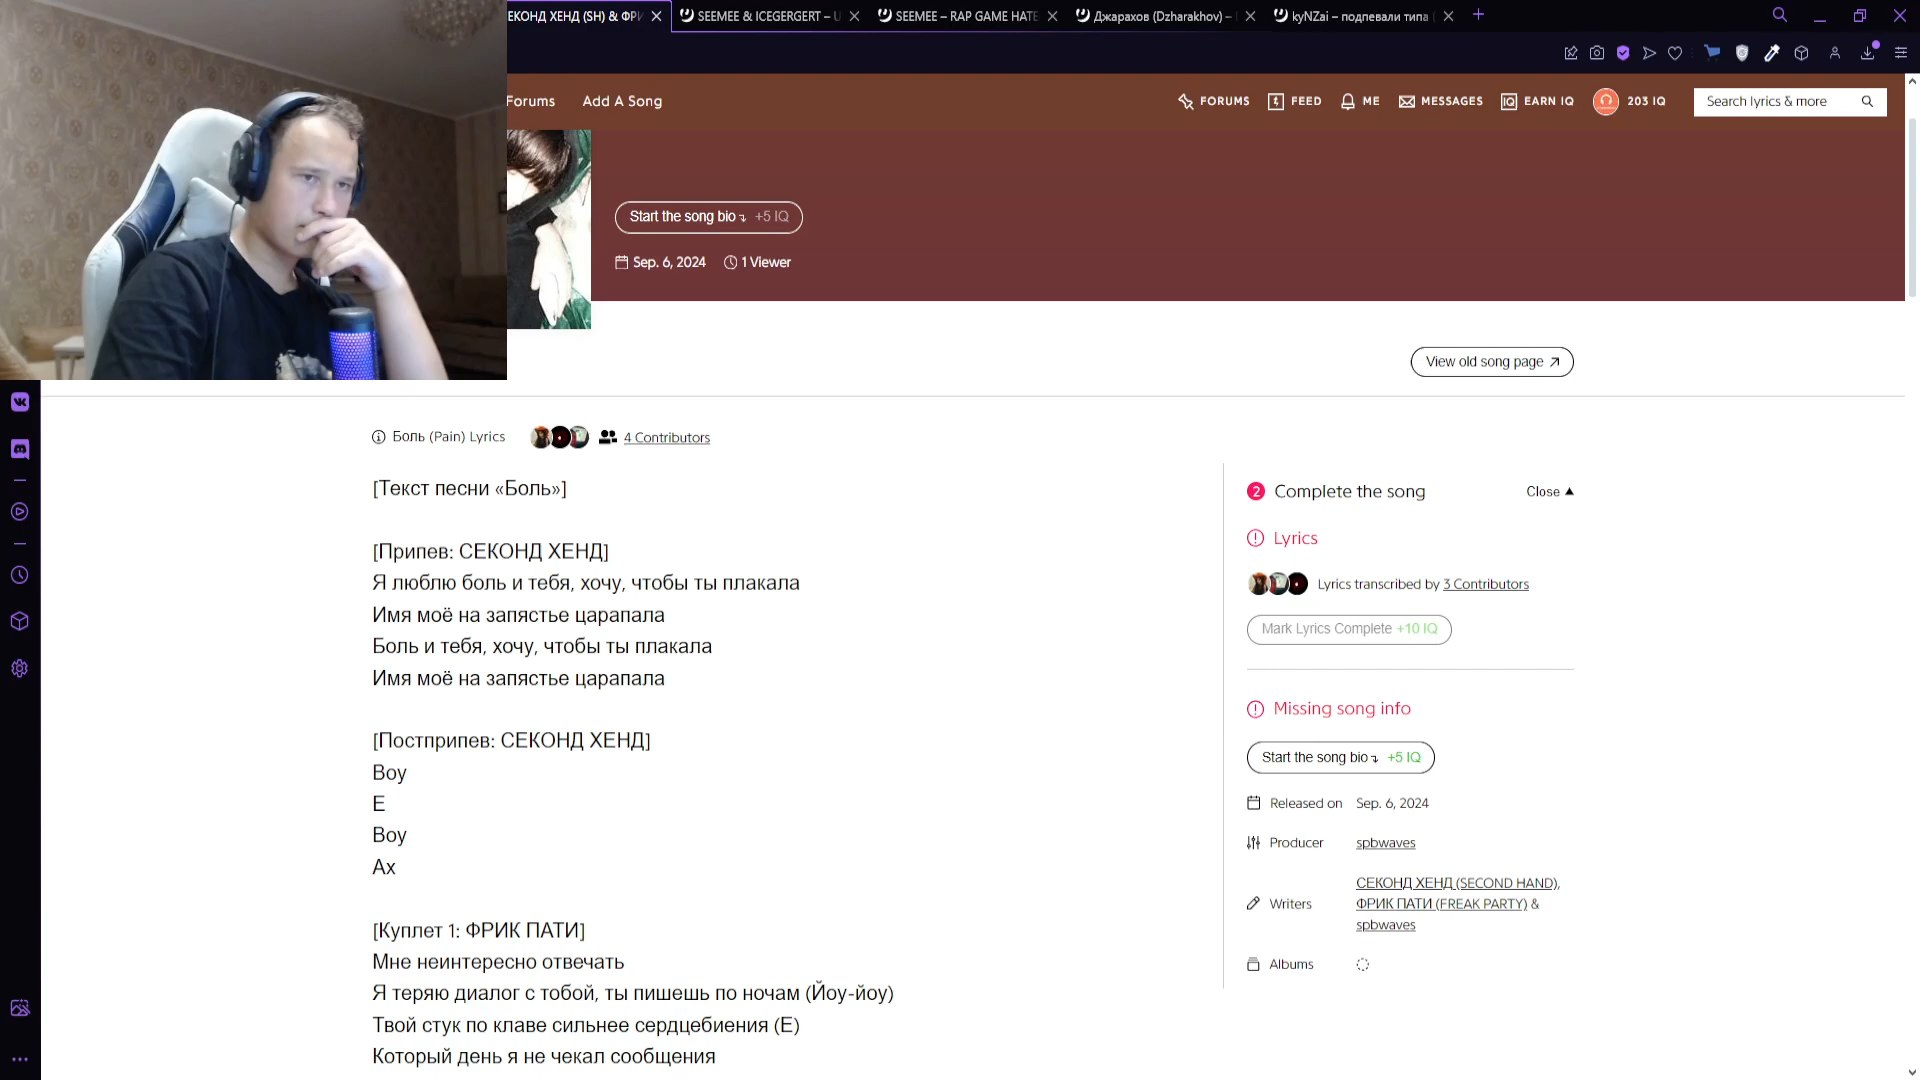 ЕКОНД ХЕНД (SH) & ФРИ
SEEMEE & ICEGERGERT – U
SEEMEE – RAP GAME HATE
Джарахов (Dzharakhov) –
kyNZai – подпевали типа
Forums
Add A Song
FORUMS
FEED
ME
MESSAGES
EARN IQ
203 IQ
Search lyrics & more
Start the song bio +5 IQ
Sep. 6, 2024
1 Viewer
View old song page
Боль (Pain) Lyrics
4 Contributors
[Текст песни «Боль»]
[Припев: СЕКОНД ХЕНД]
Я люблю боль и тебя, хочу, чтобы ты плакала
Имя моё на запястье царапала
Боль и тебя, хочу, чтобы ты плакала
Имя моё на запястье царапала
[Постприпев: СЕКОНД ХЕНД]
Воу
Е
Воу
Ах
[Куплет 1: ФРИК ПАТИ]
Мне неинтересно отвечать
Я теряю диалог с тобой, ты пишешь по ночам (Йоу-йоу)
Твой стук по клаве сильнее сердцебиения (Е)
Который день я не чекал сообщения
2 Complete the song
Close
Lyrics
Lyrics transcribed by 3 Contributors
Mark Lyrics Complete +10 IQ
Missing song info
Start the song bio +5 IQ
Released on Sep. 6, 2024
Producer spbwaves
Writers
СЕКОНД ХЕНД (SECOND HAND),
ФРИК ПАТИ (FREAK PARTY) &
spbwaves
Albums